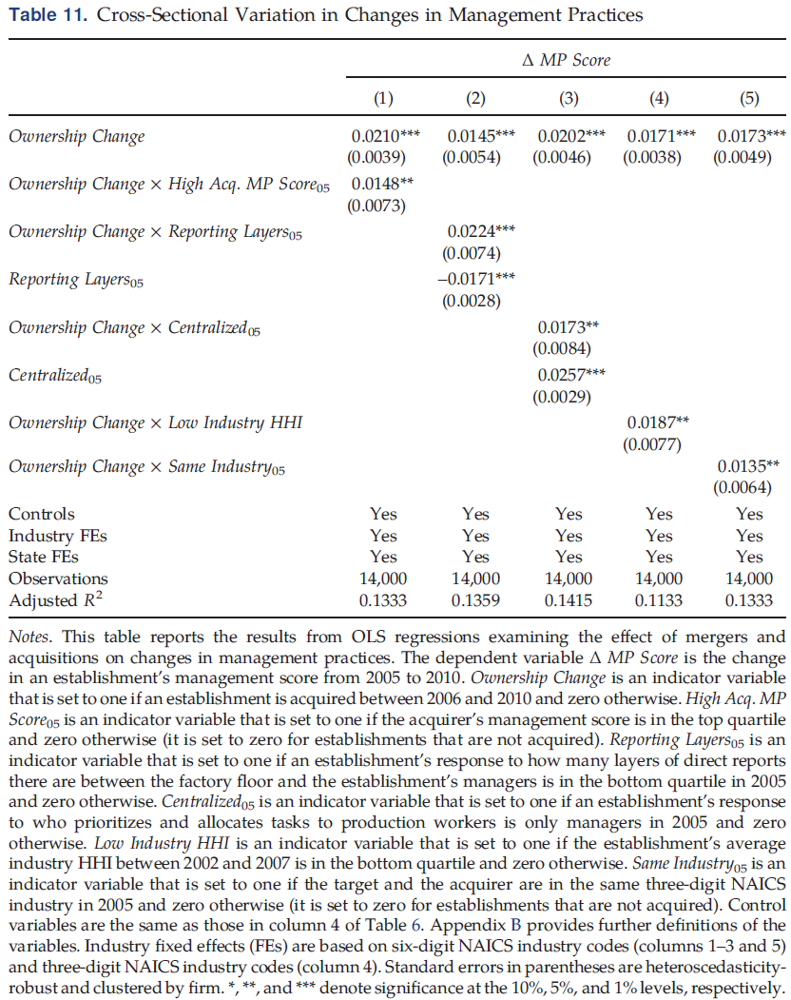 Table 11. Cross-Sectional Variation in Changes in Management Practices
Δ MP Score
(1) (2) (3) (4) (5)
Ownership Change 0.0210*** 0.0145*** 0.0202*** 0.0171*** 0.0173***
(0.0039) (0.0054) (0.0046) (0.0038) (0.0049)
Ownership Change × High Acq. MP Score05 0.0148**
(0.0073)
Ownership Change × Reporting Layers05 0.0224***
(0.0074)
Reporting Layers05 −0.0171***
(0.0028)
Ownership Change × Centralized05 0.0173**
(0.0084)
Centralized05 0.0257***
(0.0029)
Ownership Change × Low Industry HHI 0.0187**
(0.0077)
Ownership Change × Same Industry05 0.0135**
(0.0064)
Controls Yes Yes Yes Yes Yes
Industry FEs Yes Yes Yes Yes Yes
State FEs Yes Yes Yes Yes Yes
Observations 14,000 14,000 14,000 14,000 14,000
Adjusted R2 0.1333 0.1359 0.1415 0.1133 0.1333
Notes. This table reports the results from OLS regressions examining the effect of mergers and
acquisitions on changes in management practices. The dependent variable Δ MP Score is the change
in an establishment's management score from 2005 to 2010. Ownership Change is an indicator variable
that is set to one if an establishment is acquired between 2006 and 2010 and zero otherwise. High Acq. MP
Score05 is an indicator variable that is set to one if the acquirer's management score is in the top quartile
and zero otherwise (it is set to zero for establishments that are not acquired). Reporting Layers05 is an
indicator variable that is set to one if an establishment's response to how many layers of direct reports
there are between the factory floor and the establishment's managers is in the bottom quartile in 2005
and zero otherwise. Centralized05 is an indicator variable that is set to one if an establishment's response
to who prioritizes and allocates tasks to production workers is only managers in 2005 and zero
otherwise. Low Industry HHI is an indicator variable that is set to one if the establishment's average
industry HHI between 2002 and 2007 is in the bottom quartile and zero otherwise. Same Industry05 is an
indicator variable that is set to one if the target and the acquirer are in the same three-digit NAICS
industry in 2005 and zero otherwise (it is set to zero for establishments that are not acquired). Control
variables are the same as those in column 4 of Table 6. Appendix B provides further definitions of the
variables. Industry fixed effects (FEs) are based on six-digit NAICS industry codes (columns 1–3 and 5)
and three-digit NAICS industry codes (column 4). Standard errors in parentheses are heteroscedasticity-
robust and clustered by firm. *, **, and *** denote significance at the 10%, 5%, and 1% levels, respectively.